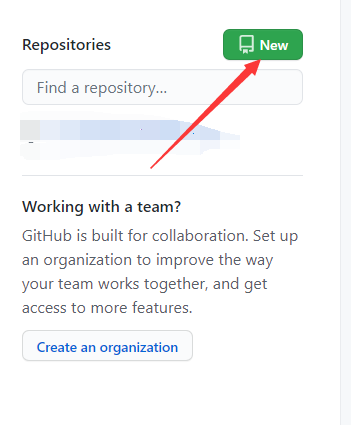 Repositories
New
Find a repository...
Working with a team?
GitHub is built for collaboration. Set up
an organization to improve the way
your team works together, and get
access to more features.
Create an organization